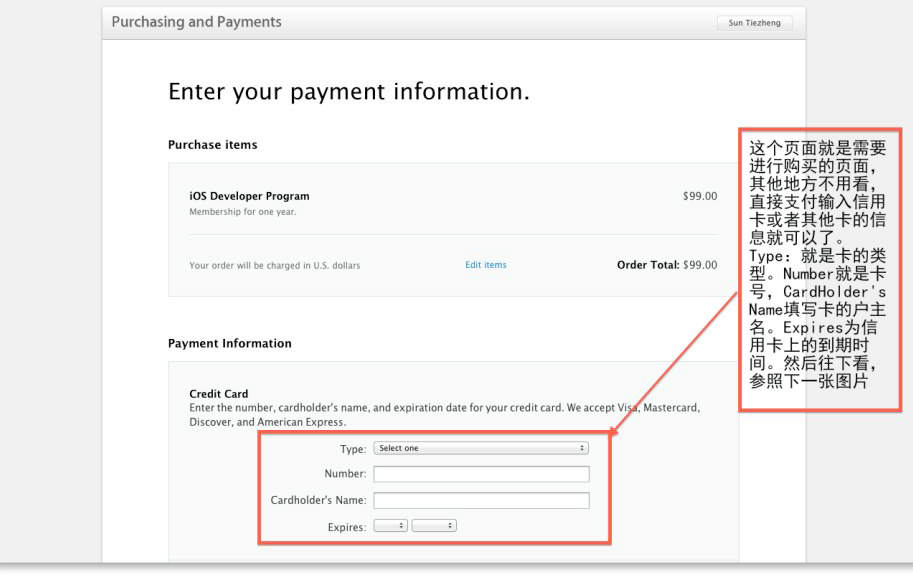 Purchasing and Payments
Sun Tiezheng
Enter your payment information.
Purchase items
iOS Developer Program $99.00
Membership for one year.
Your order will be charged in U.S. dollars Edit items Order Total: $99.00
Payment Information
Credit Card
Enter the number, cardholder's name, and expiration date for your credit card. We accept Visa, Mastercard,
Discover, and American Express.
Type: Select one
Number:
Cardholder's Name:
Expires:
这个页面就是需要
进行购买的页面，
其他地方不用看，
直接支付输入信用
卡或者其他卡的信
息就可以了。
Type：就是卡的类
型。Number就是卡
号，CardHolder's
Name填写卡的户主
名。Expires为信
用卡上的到期时
间。然后往下看，
参照下一张图片